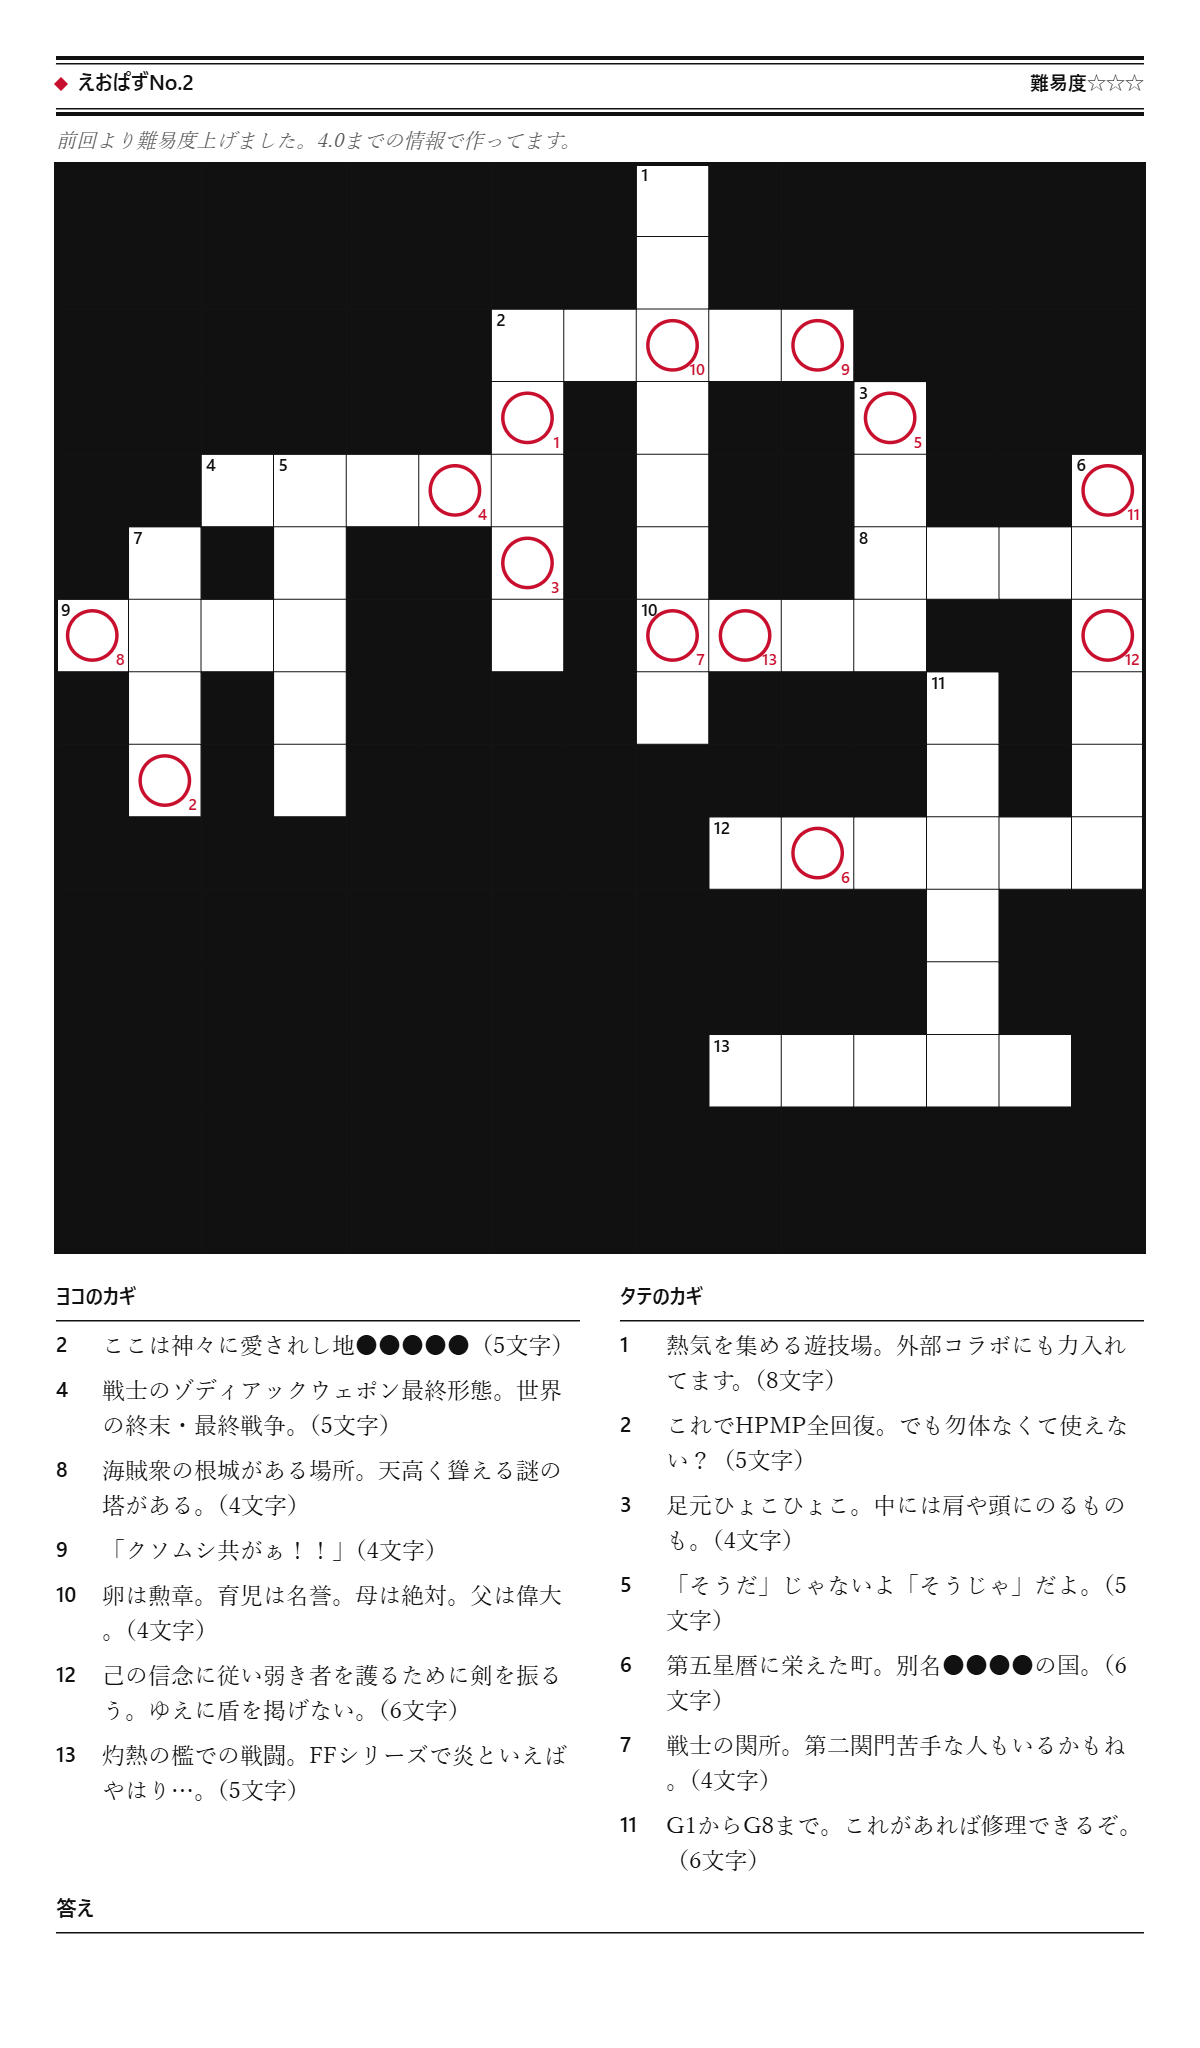 ◆ えおぱずNo.2
難易度☆☆☆
前回より難易度上げました。4.0までの情報で作ってます。
1
2
10
9
1
3
5
4
5
4
6
11
7
3
8
9
8
10
7
13
12
11
2
12
6
13
ヨコのカギ
2 ここは神々に愛されし地●●●●●（5文字）
4 戦士のゾディアックウェポン最終形態。世界
の終末・最終戦争。（5文字）
8 海賊衆の根城がある場所。天高く聳える謎の
塔がある。（4文字）
9 「クソムシ共がぁ！！」（4文字）
10 卵は勲章。育児は名誉。母は絶対。父は偉大
。（4文字）
12 己の信念に従い弱き者を護るために剣を振る
う。ゆえに盾を掲げない。（6文字）
13 灼熱の檻での戦闘。FFシリーズで炎といえば
やはり…。（5文字）
タテのカギ
1 熱気を集める遊技場。外部コラボにも力入れ
てます。（8文字）
2 これでHPMP全回復。でも勿体なくて使えな
い？（5文字）
3 足元ひょこひょこ。中には肩や頭にのるもの
も。（4文字）
5 「そうだ」じゃないよ「そうじゃ」だよ。（5
文字）
6 第五星暦に栄えた町。別名●●●●の国。（6
文字）
7 戦士の関所。第二関門苦手な人もいるかもね
。（4文字）
11 G1からG8まで。これがあれば修理できるぞ。
（6文字）
答え